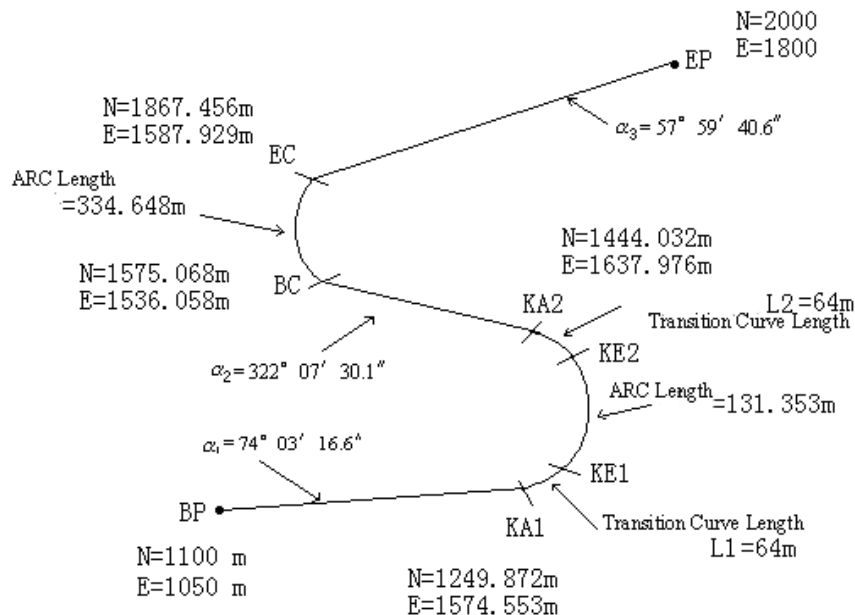 N=2000
E=1800
EP
N=1867.456m
E=1587.929m
α3=57° 59′ 40.6″
EC
ARC Length
=334.648m
N=1444.032m
E=1637.976m
N=1575.068m
E=1536.058m
BC
KA2
L2=64m
Transition Curve Length
KE2
α2=322° 07′ 30.1″
ARC Length
=131.353m
α1=74° 03′ 16.6″
KE1
BP
KA1
Transition Curve Length
L1=64m
N=1100 m
E=1050 m
N=1249.872m
E=1574.553m